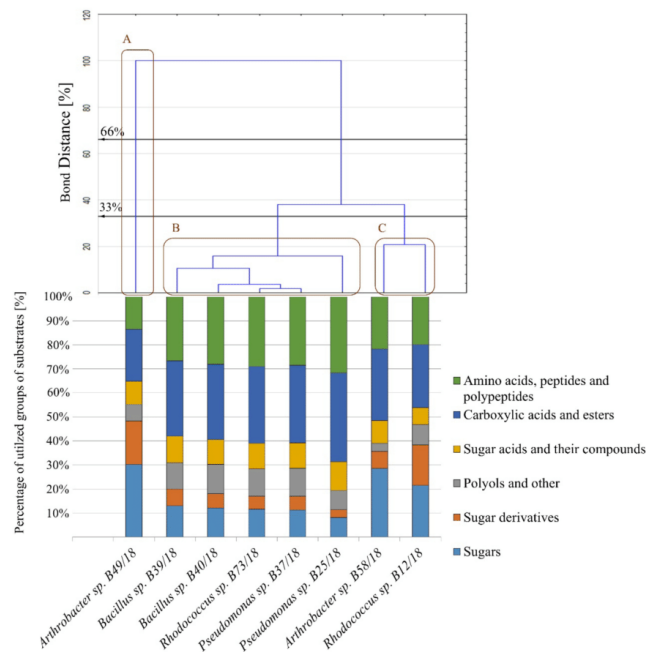 120
100
80
60
40
20
0
Bond Distance [%]
A
66%
33%
B
C
Percentage of utilzed groups of substrates [%]
100%
90%
80%
70%
60%
50%
40%
30%
20%
10%
Amino acids, peptides and
polypeptides
Carboxylic acids and esters
Sugar acids and their compounds
Polyols and other
Sugar derivatives
Sugars
Arthrobacter sp. B49/18
Bacillus sp. B39/18
Bacillus sp. B40/18
Rhodococcus sp. B73/18
Pseudomonas sp. B37/18
Pseudomonas sp. B25/18
Arthrobacter sp. B58/18
Rhodococcus sp. B12/18